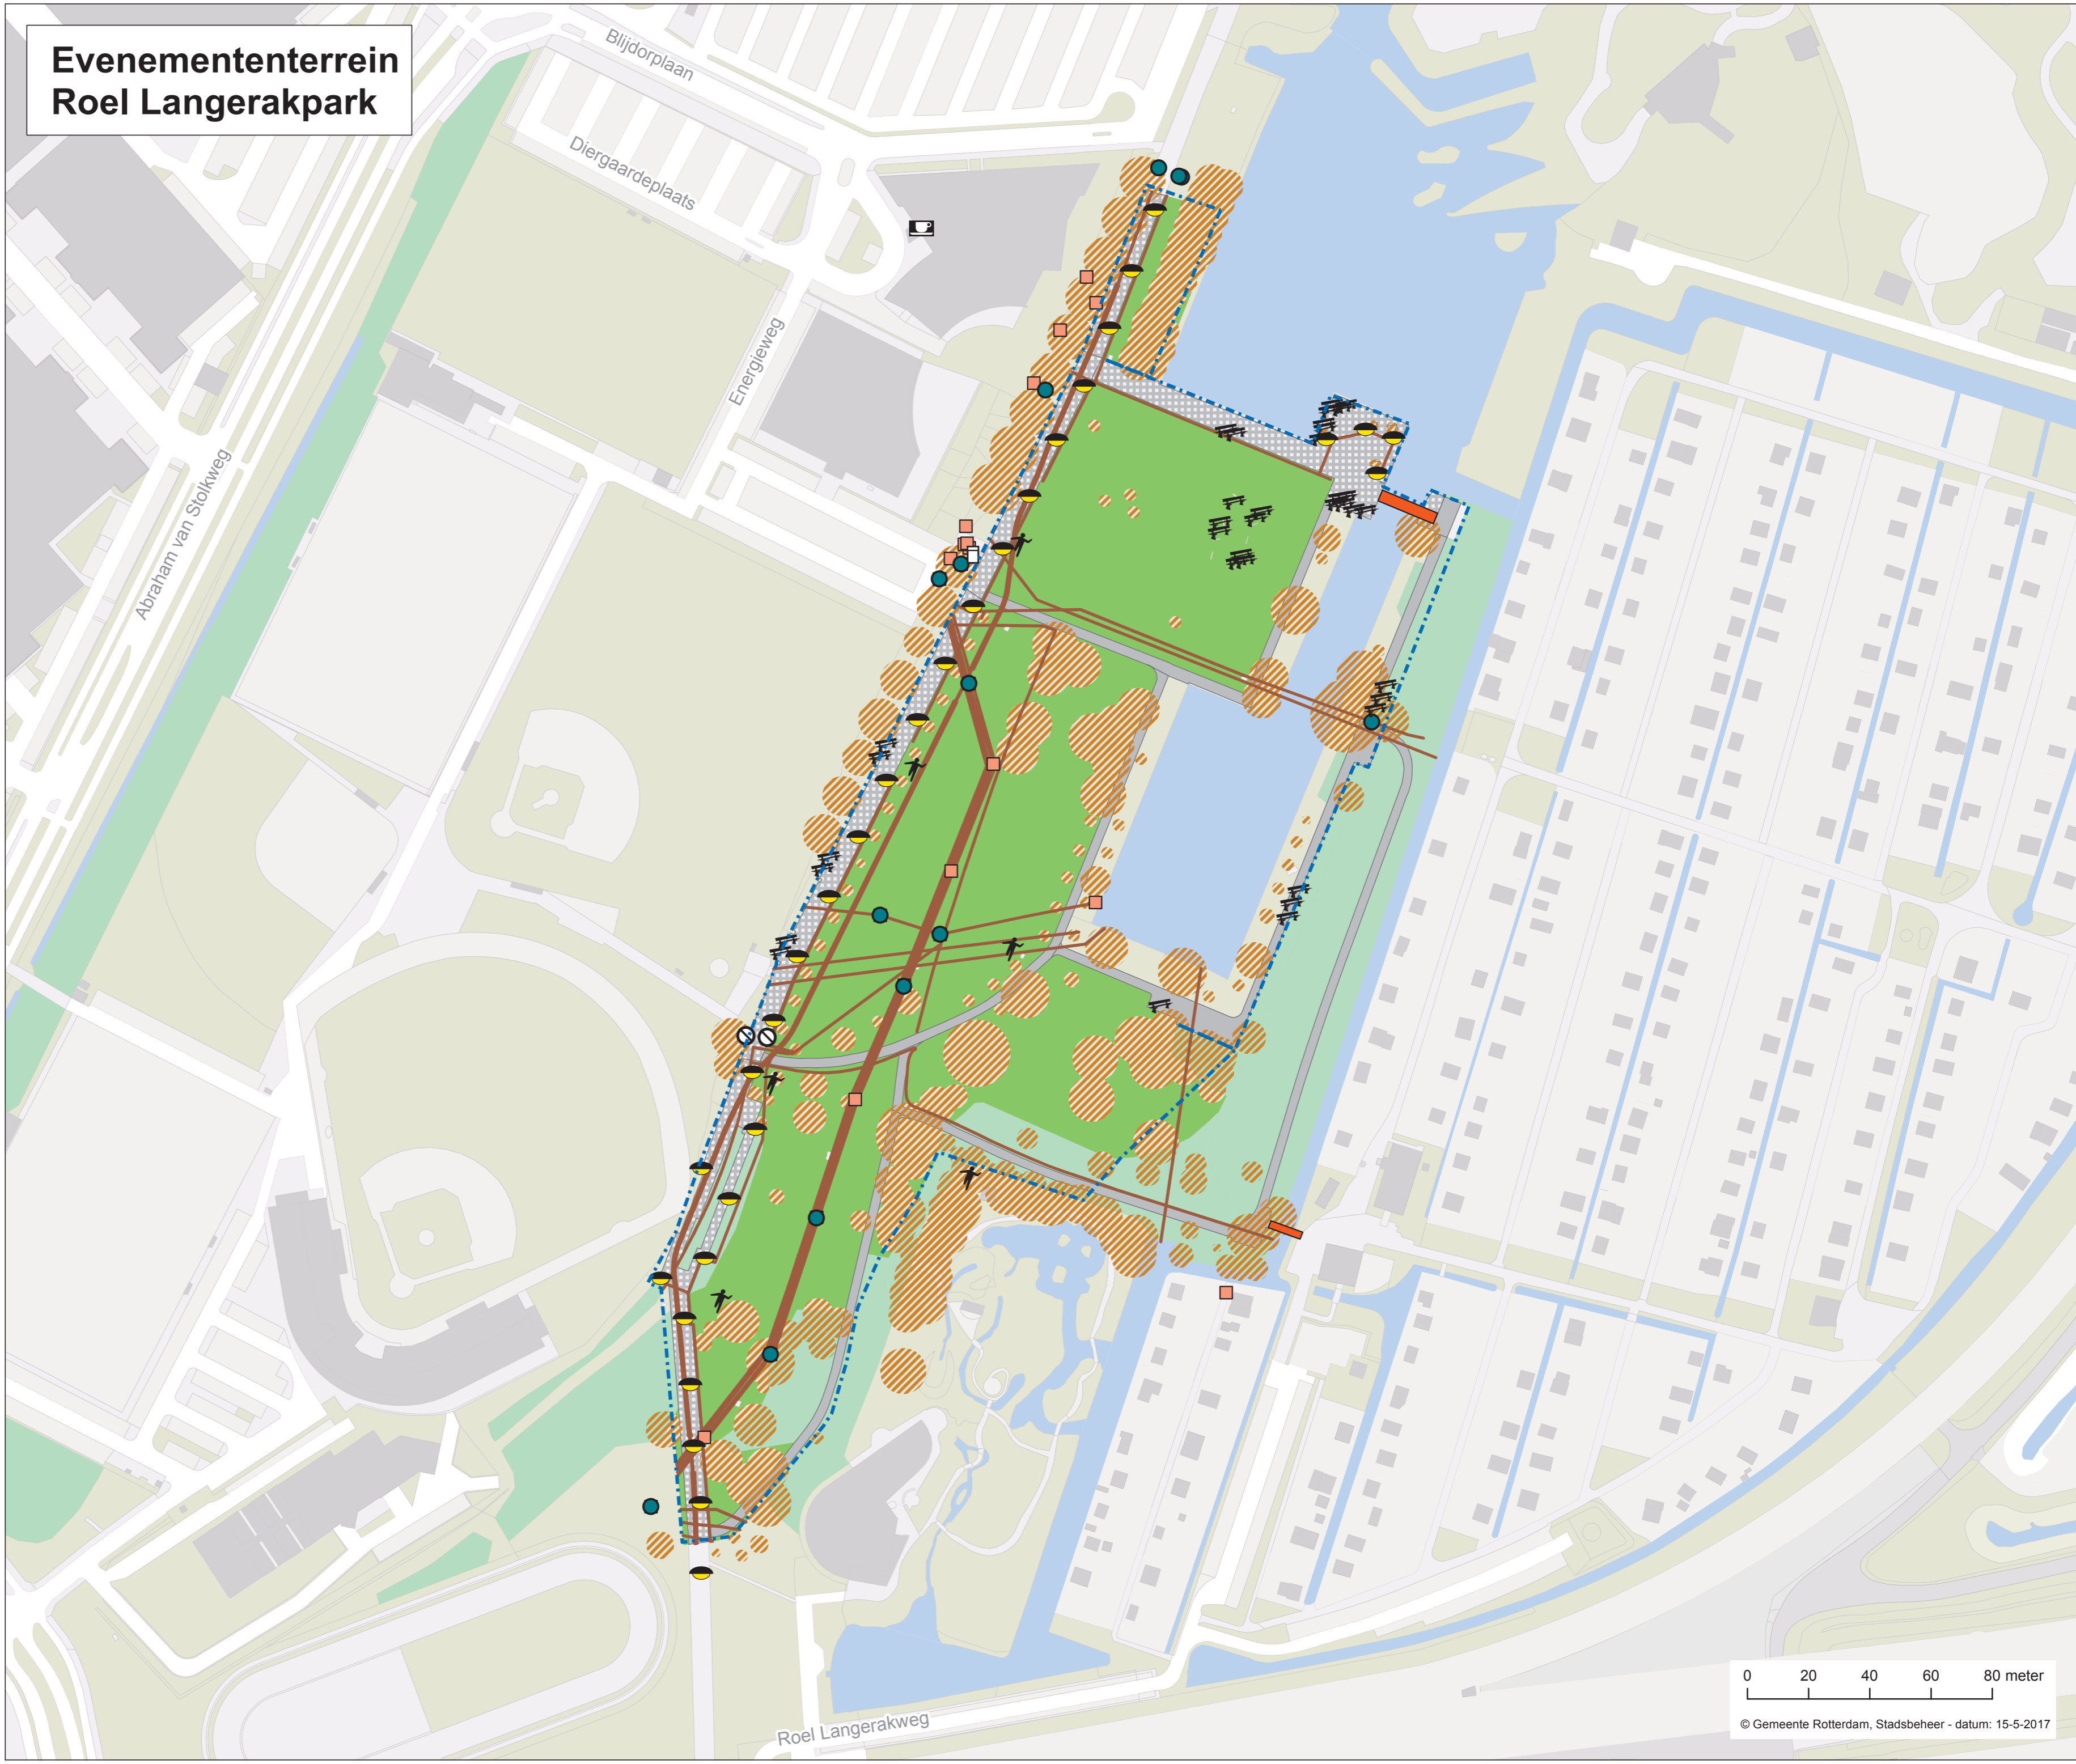 Evenemententerrein
Roel Langerakpark
Blijdorplaan
Diergaardeplaats
Energieweg
Abraham van Stolkweg
Roel Langerakweg
0 20 40 60 80 meter
© Gemeente Rotterdam, Stadsbeheer - datum: 15-5-2017